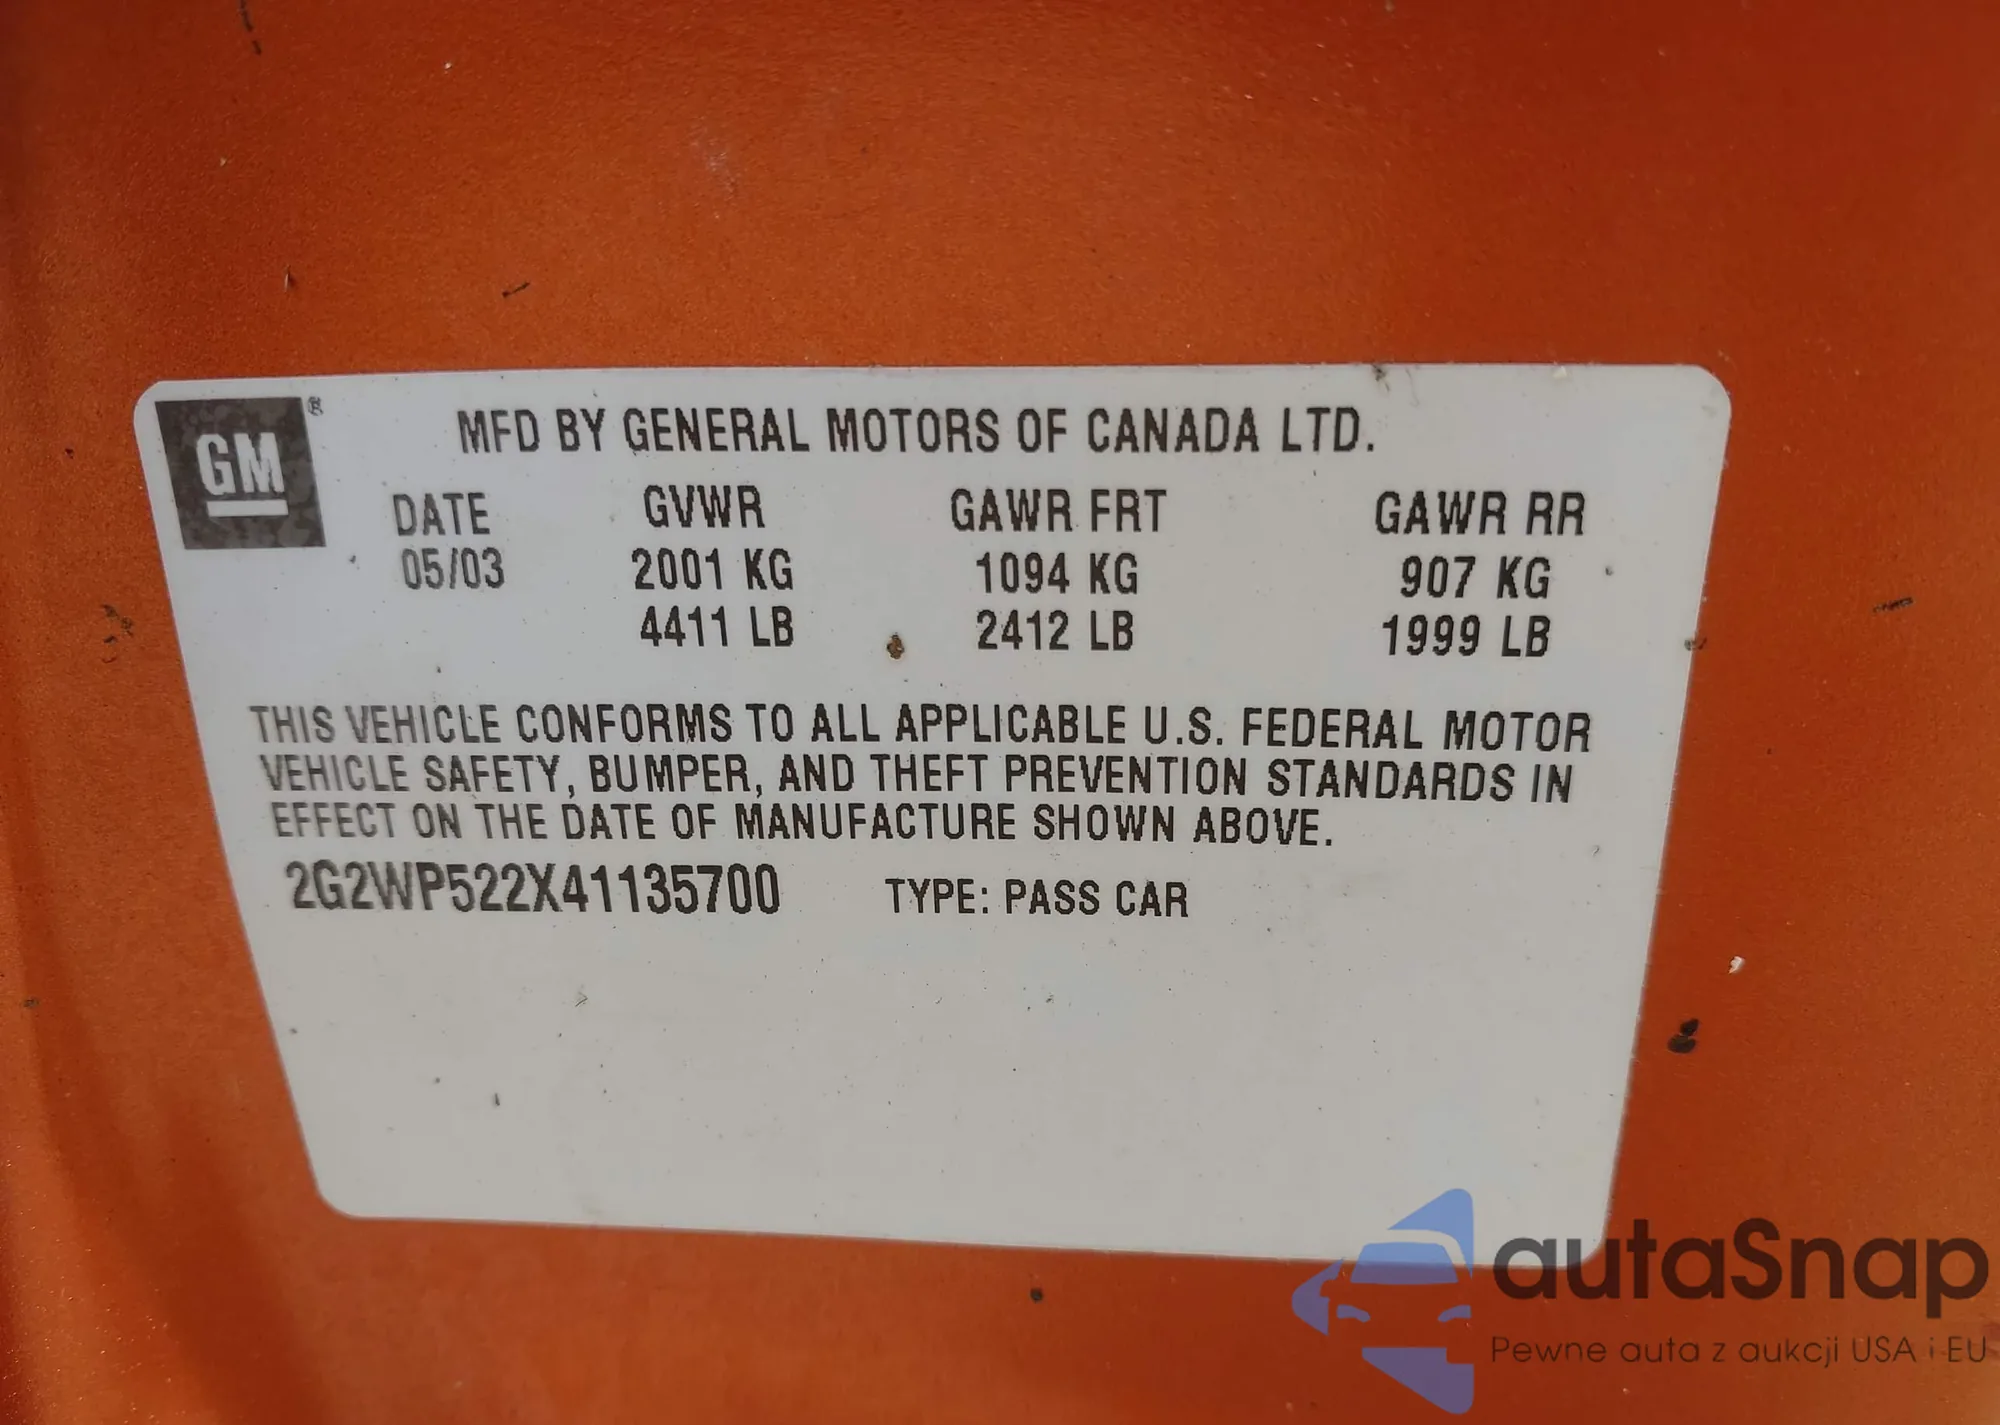 GM ®
MFD BY GENERAL MOTORS OF CANADA LTD.
DATE GVWR GAWR FRT GAWR RR
05/03 2001 KG 1094 KG 907 KG
4411 LB 2412 LB 1999 LB
THIS VEHICLE CONFORMS TO ALL APPLICABLE U.S. FEDERAL MOTOR
VEHICLE SAFETY, BUMPER, AND THEFT PREVENTION STANDARDS IN
EFFECT ON THE DATE OF MANUFACTURE SHOWN ABOVE.
2G2WP522X41135700 TYPE: PASS CAR
autaSnap
Pewne auta z aukcji USA i EU